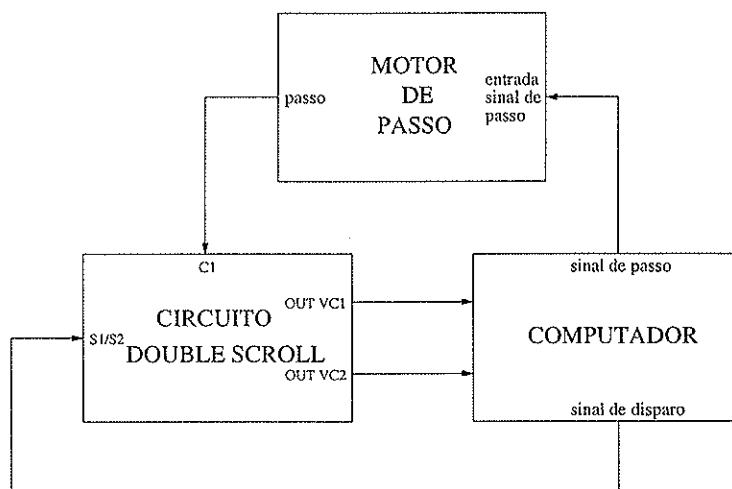 MOTOR
DE
PASSO
passo
entrada
sinal de
passo
C1
S1/S2
CIRCUITO
DOUBLE SCROLL
OUT VC1
OUT VC2
sinal de passo
COMPUTADOR
sinal de disparo